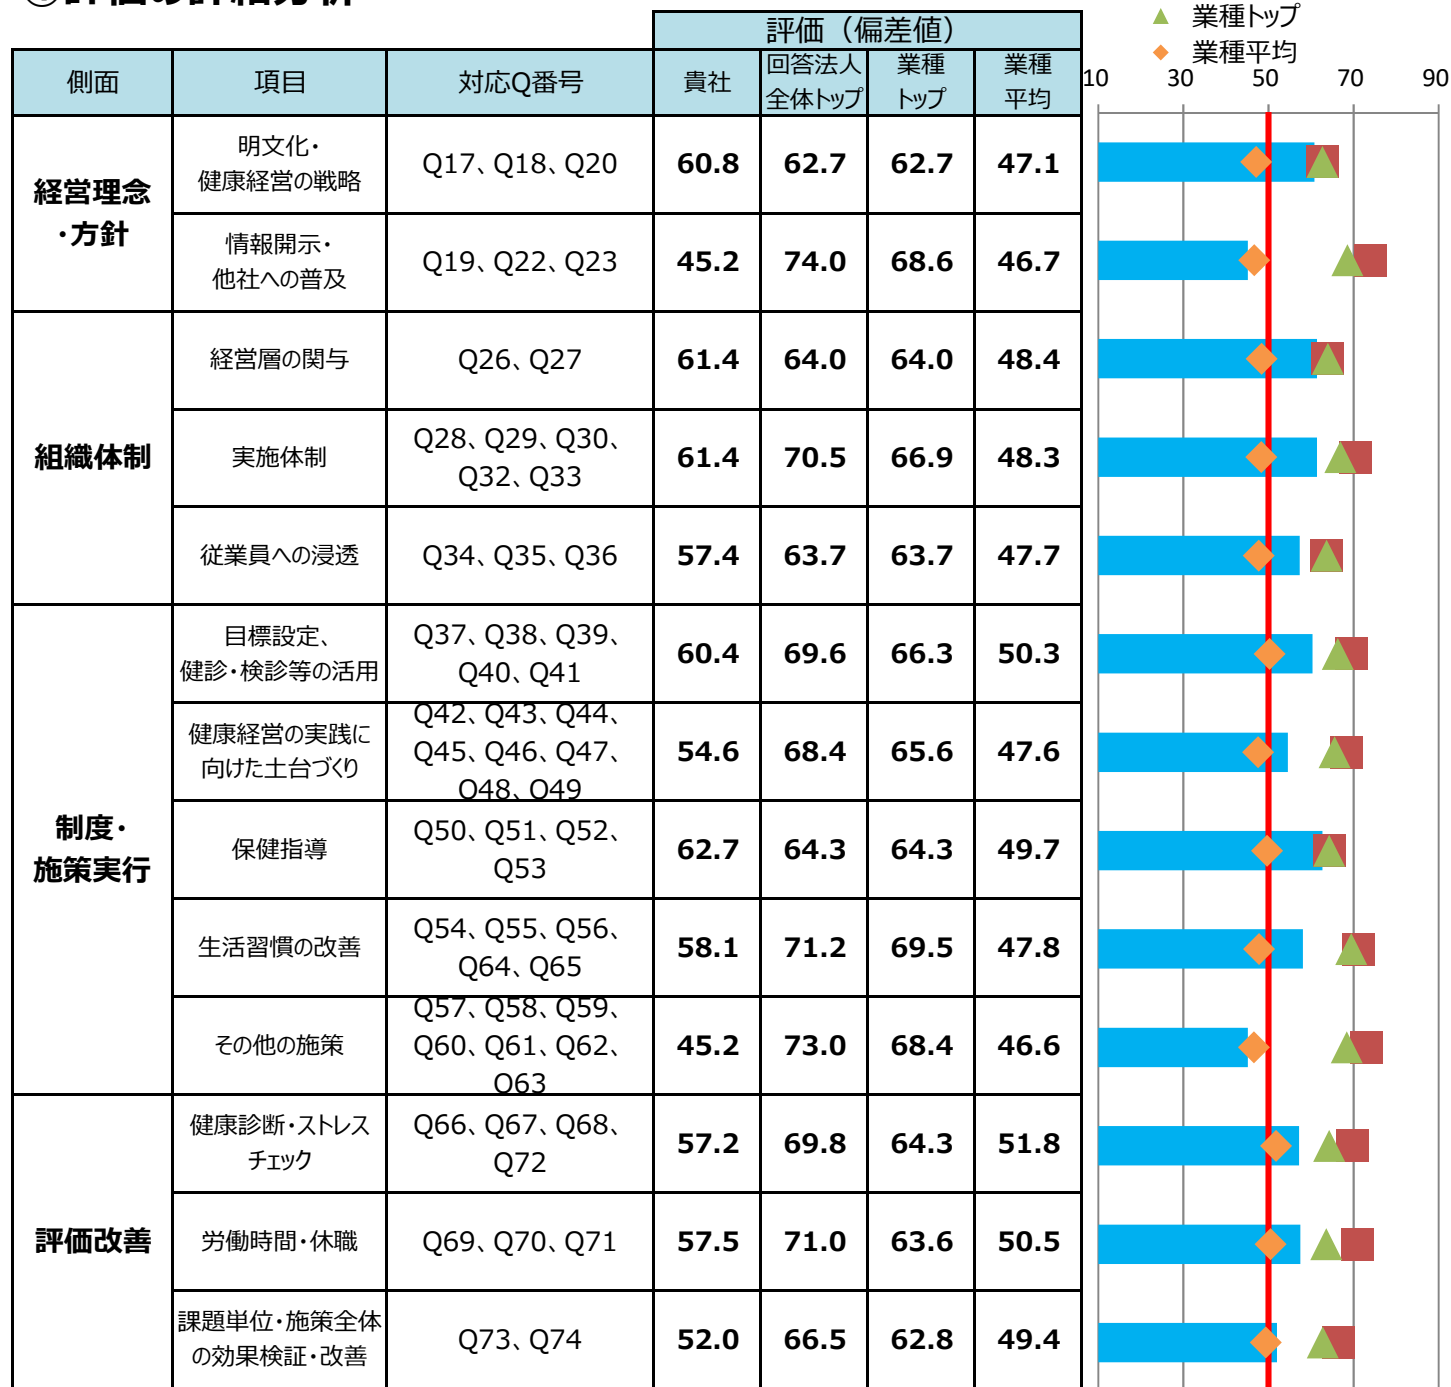 ▲ 業種トップ
◆ 業種平均
評価（偏差値）
側面 項目 対応Q番号 貴社 回答法人 業種 業種
全体トップ トップ 平均
10 30 50 70 90
経営理念
・方針
明文化・
健康経営の戦略
Q17、Q18、Q20 60.8 62.7 62.7 47.1
情報開示・
他社への普及
Q19、Q22、Q23 45.2 74.0 68.6 46.7
組織体制
経営層の関与 Q26、Q27 61.4 64.0 64.0 48.4
実施体制
Q28、Q29、Q30、
Q32、Q33
61.4 70.5 66.9 48.3
従業員への浸透 Q34、Q35、Q36 57.4 63.7 63.7 47.7
制度・
施策実行
目標設定、
健診・検診等の活用
Q37、Q38、Q39、
Q40、Q41
60.4 69.6 66.3 50.3
健康経営の実践に
向けた土台づくり
Q42、Q43、Q44、
Q45、Q46、Q47、
Q48、Q49
54.6 68.4 65.6 47.6
保健指導
Q50、Q51、Q52、
Q53
62.7 64.3 64.3 49.7
生活習慣の改善
Q54、Q55、Q56、
Q64、Q65
58.1 71.2 69.5 47.8
その他の施策
Q57、Q58、Q59、
Q60、Q61、Q62、
Q63
45.2 73.0 68.4 46.6
評価改善
健康診断・ストレス
チェック
Q66、Q67、Q68、
Q72
57.2 69.8 64.3 51.8
労働時間・休職 Q69、Q70、Q71 57.5 71.0 63.6 50.5
課題単位・施策全体
の効果検証・改善
Q73、Q74 52.0 66.5 62.8 49.4